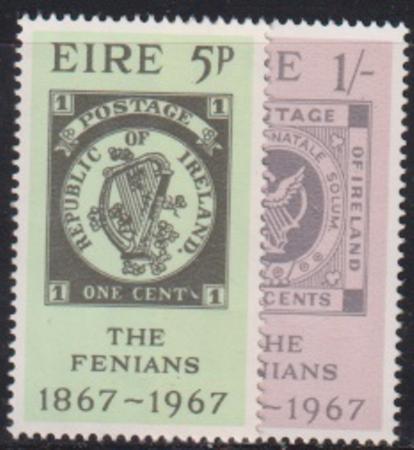 EIRE 5P
1 POSTAGE 1
REPUBLIC OF IRELAND.
1 ONE CENT 1
THE
FENIANS
1867~1967
E 1/-
TAGE
NATALE SOLUM
OF IRELAND
CENTS
HE
NIANS
~1967